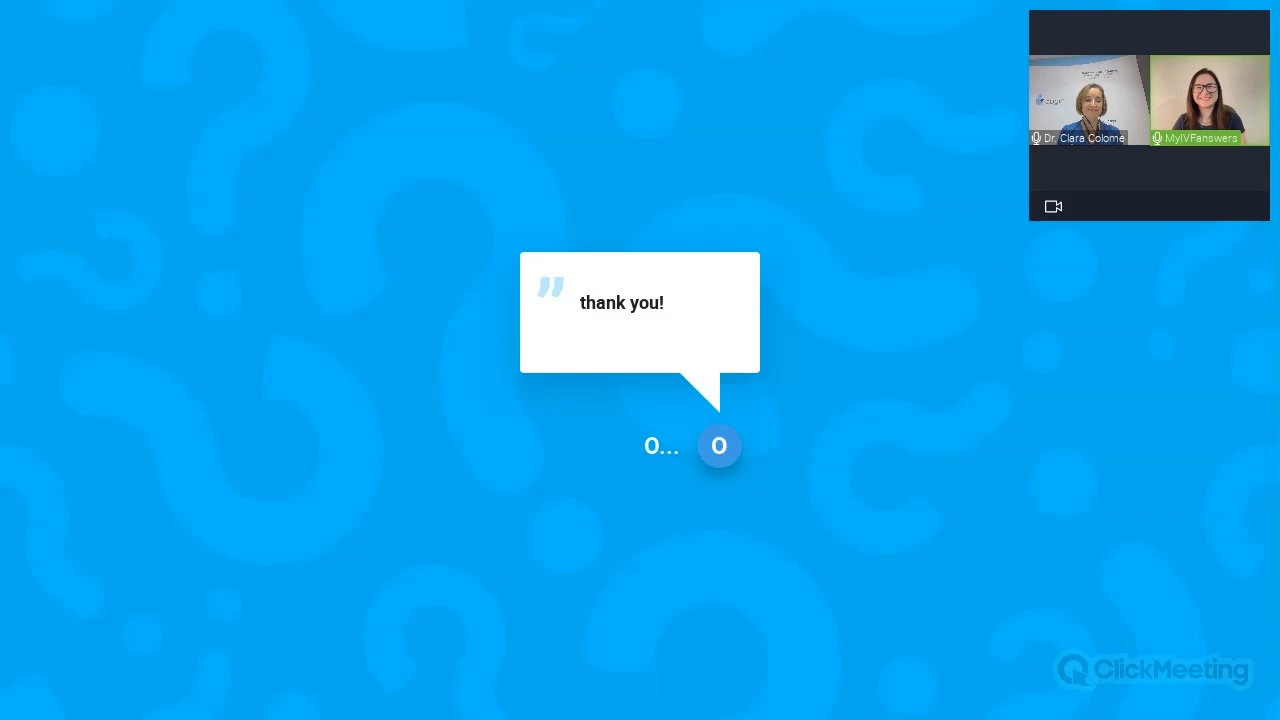 Dr. Clara Colome
MyIVFanswers
”
thank you!
O...
O
ClickMeeting